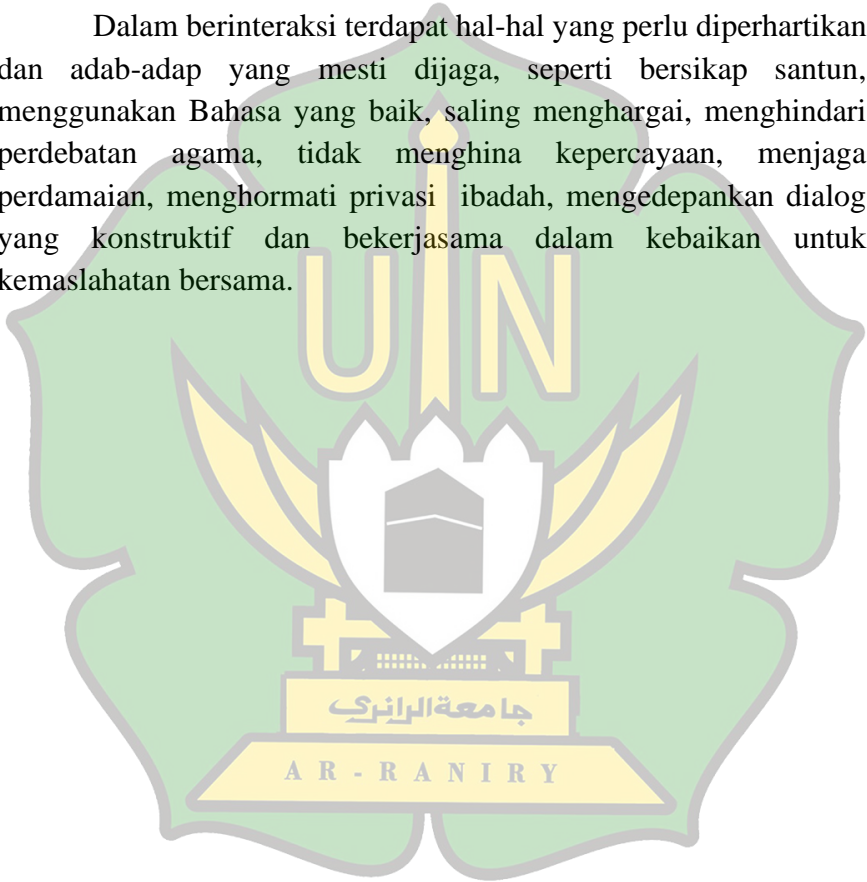 Dalam berinteraksi terdapat hal-hal yang perlu diperhartikan
dan adab-adap yang mesti dijaga, seperti bersikap santun,
menggunakan Bahasa yang baik, saling menghargai, menghindari
perdebatan agama, tidak menghina kepercayaan, menjaga
perdamaian, menghormati privasi ibadah, mengedepankan dialog
yang konstruktif dan bekerjasama dalam kebaikan untuk
kemaslahatan bersama.
UIN
جامعةالرانري
AR-RANIRY